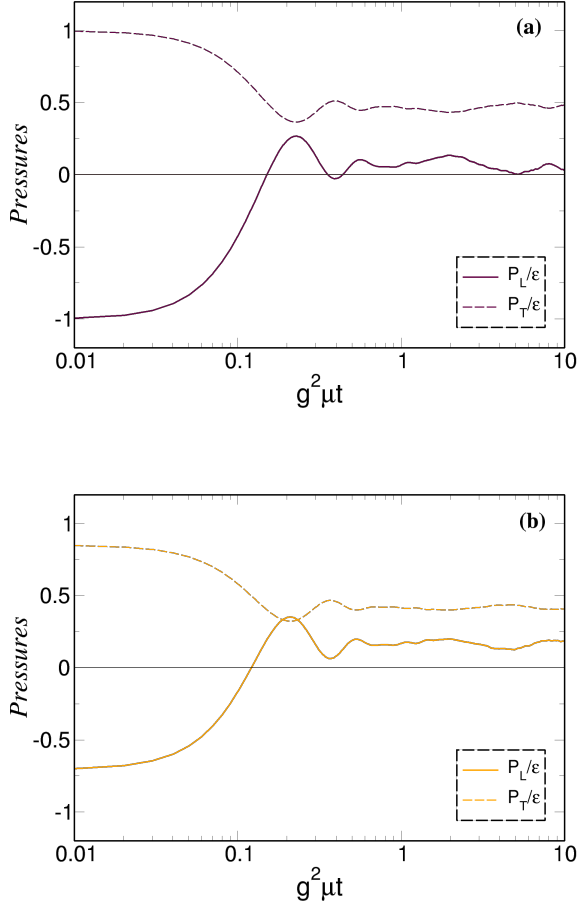 (a)
1
0.5
0
-0.5
-1
Pressures
P_L/ε
P_T/ε
0.01 0.1 1 10
g²μt
(b)
1
0.5
0
-0.5
-1
Pressures
P_L/ε
P_T/ε
0.01 0.1 1 10
g²μt